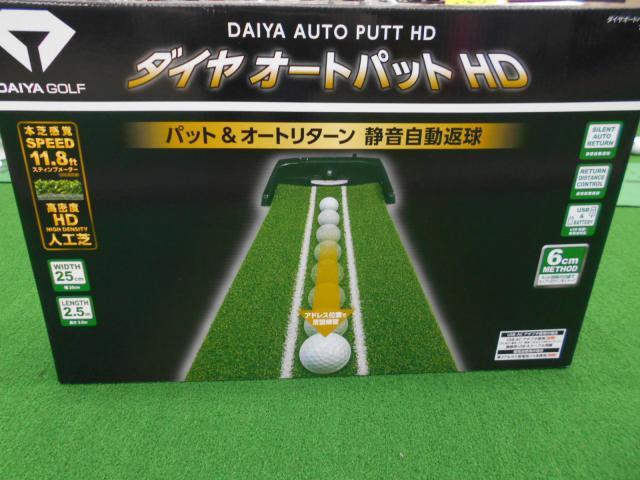 DAIYA GOLF
DAIYA AUTO PUTT HD
ダイヤ オートパット HD
パット & オートリターン 静音自動返球
本芝感覚
SPEED
11.8ft
スティンプメーター
高密度
HD
HIGH DENSITY
人工芝
WIDTH
25cm
幅 25cm
LENGTH
2.5m
アドレス位置で
SILENT
AUTO
RETURN
RETURN
DISTANCE
CONTROL
USB &
BATTERY
6cm
METHOD